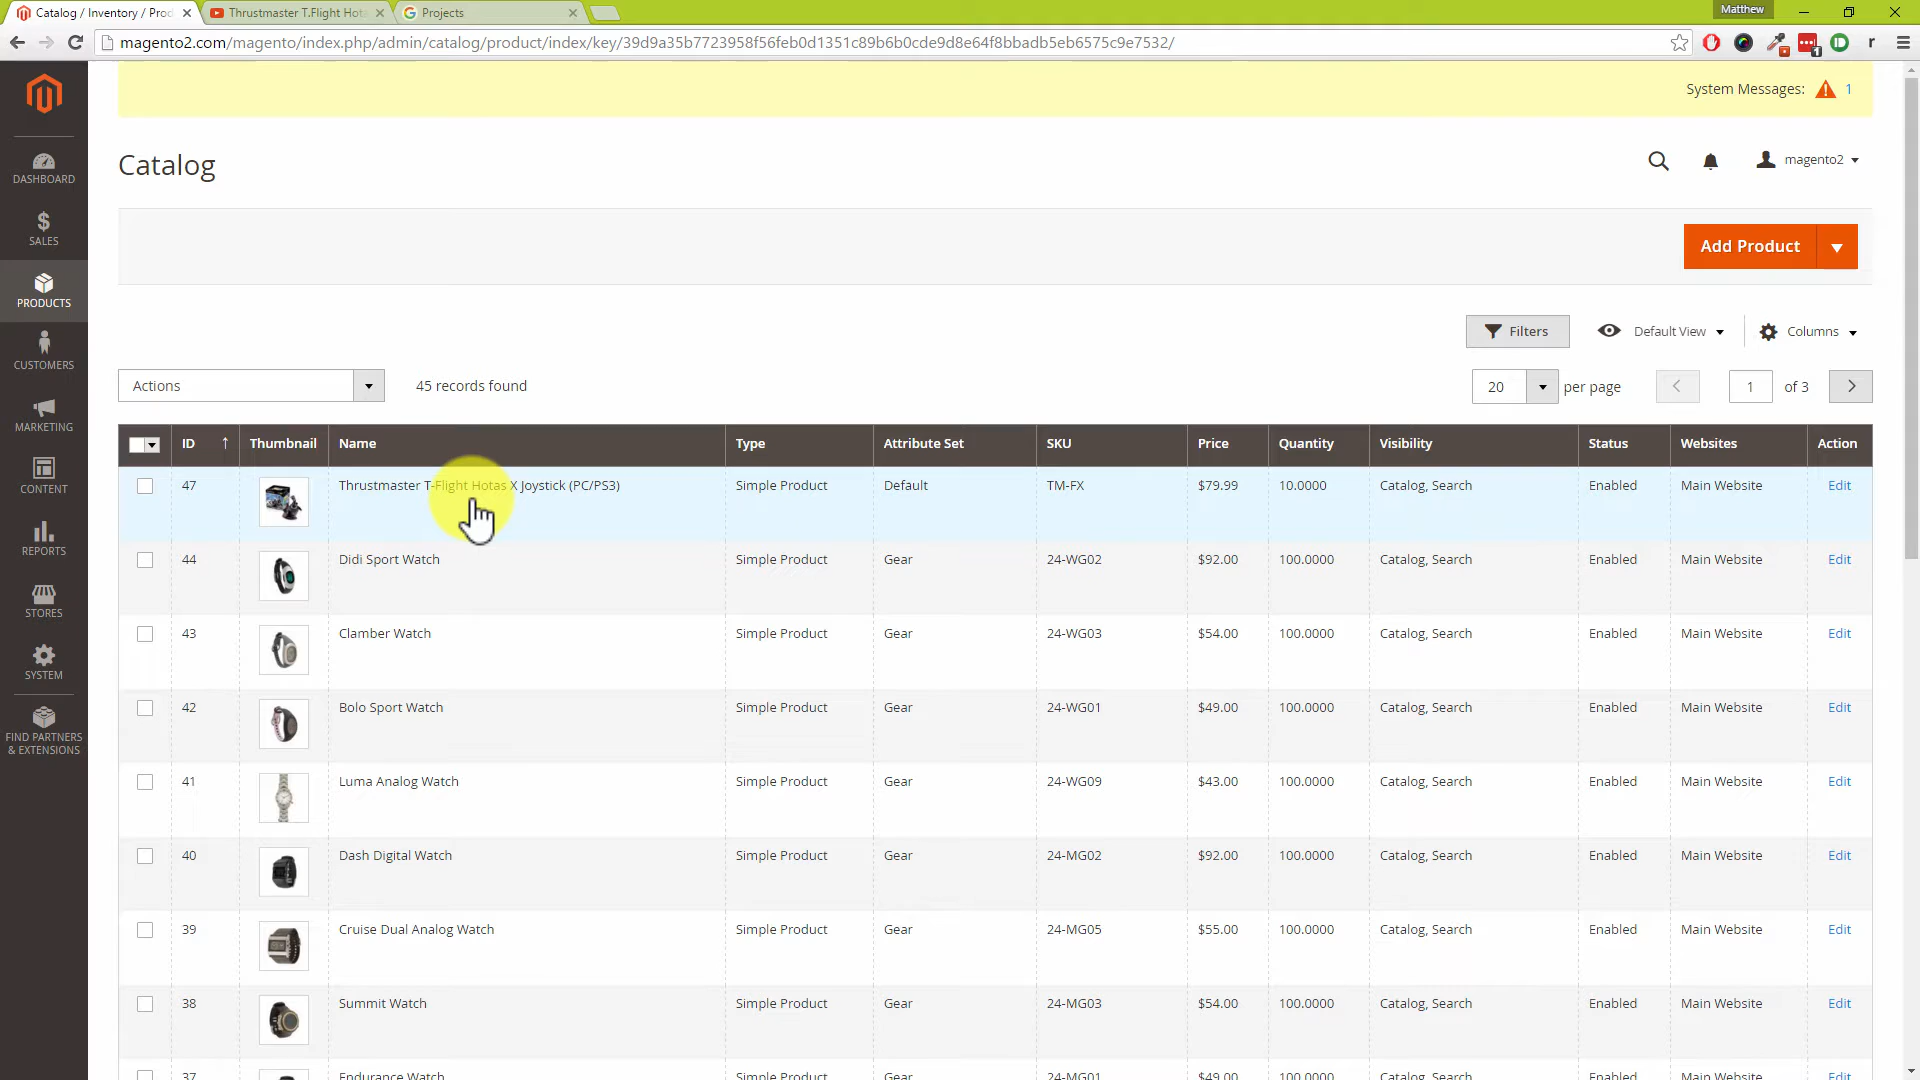 Catalog / Inventory / Prod
Thrustmaster T.Flight Hota
Projects
Matthew
magento2.com/magento/index.php/admin/catalog/product/index/key/39d9a35b7723958f56feb0d1351c89b6b0cde9d8e64f8bbadb5eb6575c9e7532/
System Messages: 1
Catalog
magento2
Add Product
Filters
Default View
Columns
Actions
45 records found
20 per page
1 of 3
ID Thumbnail Name Type Attribute Set SKU Price Quantity Visibility Status Websites Action
47 Thrustmaster T-Flight Hotas X Joystick (PC/PS3) Simple Product Default TM-FX $79.99 10.0000 Catalog, Search Enabled Main Website Edit
44 Didi Sport Watch Simple Product Gear 24-WG02 $92.00 100.0000 Catalog, Search Enabled Main Website Edit
43 Clamber Watch Simple Product Gear 24-WG03 $54.00 100.0000 Catalog, Search Enabled Main Website Edit
42 Bolo Sport Watch Simple Product Gear 24-WG01 $49.00 100.0000 Catalog, Search Enabled Main Website Edit
41 Luma Analog Watch Simple Product Gear 24-WG09 $43.00 100.0000 Catalog, Search Enabled Main Website Edit
40 Dash Digital Watch Simple Product Gear 24-MG02 $92.00 100.0000 Catalog, Search Enabled Main Website Edit
39 Cruise Dual Analog Watch Simple Product Gear 24-MG05 $55.00 100.0000 Catalog, Search Enabled Main Website Edit
38 Summit Watch Simple Product Gear 24-MG03 $54.00 100.0000 Catalog, Search Enabled Main Website Edit
37 Endurance Watch Simple Product Gear 24-MG01 $49.00 100.0000 Catalog, Search Enabled Main Website Edit
DASHBOARD
SALES
PRODUCTS
CUSTOMERS
MARKETING
CONTENT
REPORTS
STORES
SYSTEM
FIND PARTNERS
& EXTENSIONS